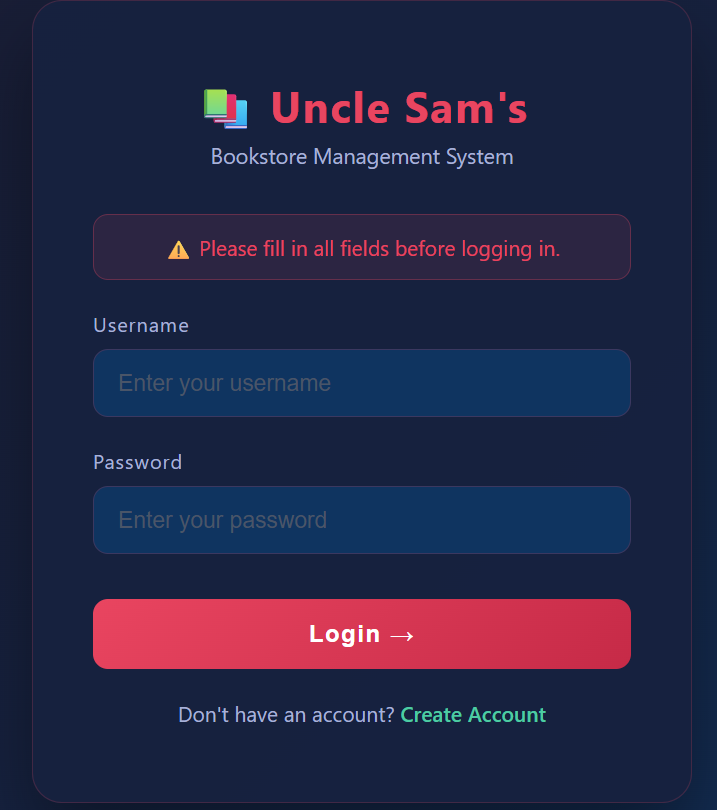 Uncle Sam's
Bookstore Management System
Please fill in all fields before logging in.
Username
Enter your username
Password
Enter your password
Login →
Don't have an account? Create Account